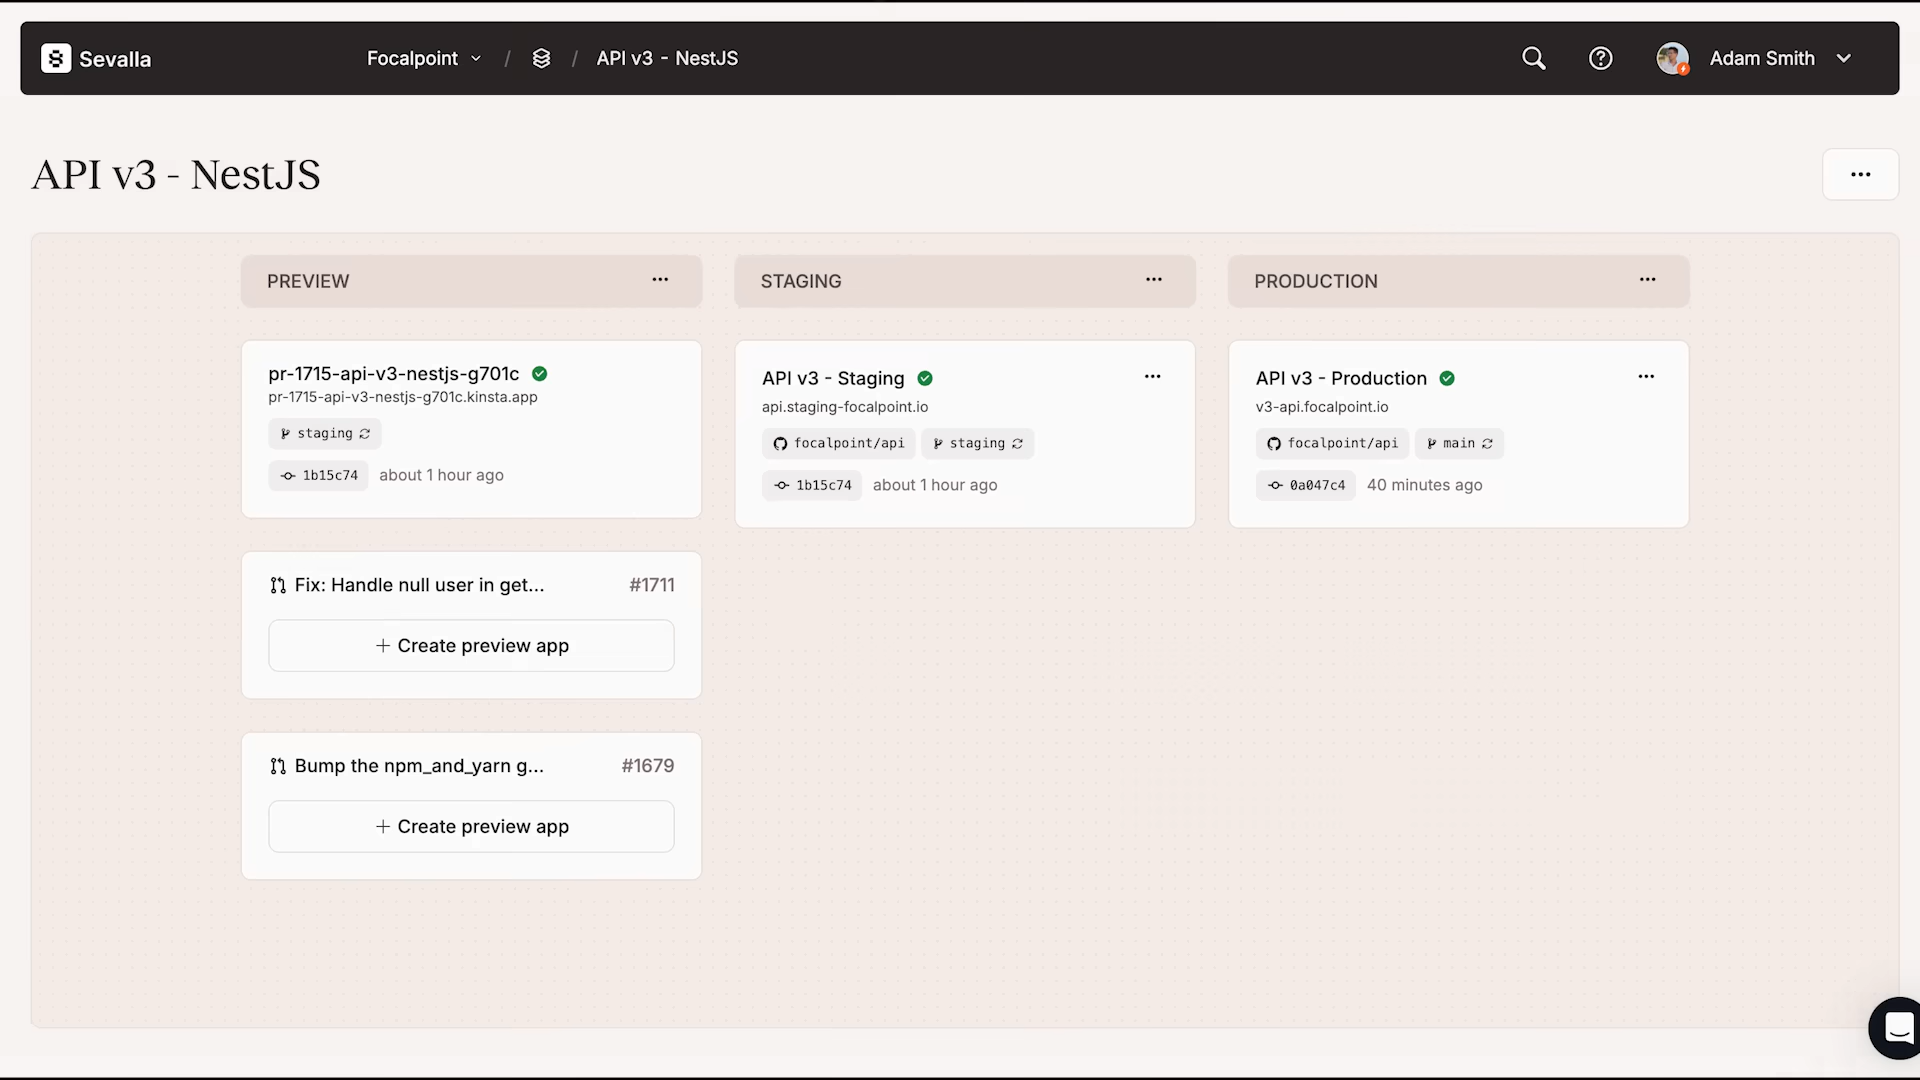 Sevalla
Focalpoint / / API v3 - NestJS
Adam Smith
API v3 - NestJS
PREVIEW
pr-1715-api-v3-nestjs-g701c
pr-1715-api-v3-nestjs-g701c.kinsta.app
staging
1b15c74 about 1 hour ago
Fix: Handle null user in get... #1711
+ Create preview app
Bump the npm_and_yarn g... #1679
+ Create preview app
STAGING
API v3 - Staging
api.staging-focalpoint.io
focalpoint/api staging
1b15c74 about 1 hour ago
PRODUCTION
API v3 - Production
v3-api.focalpoint.io
focalpoint/api main
0a047c4 40 minutes ago